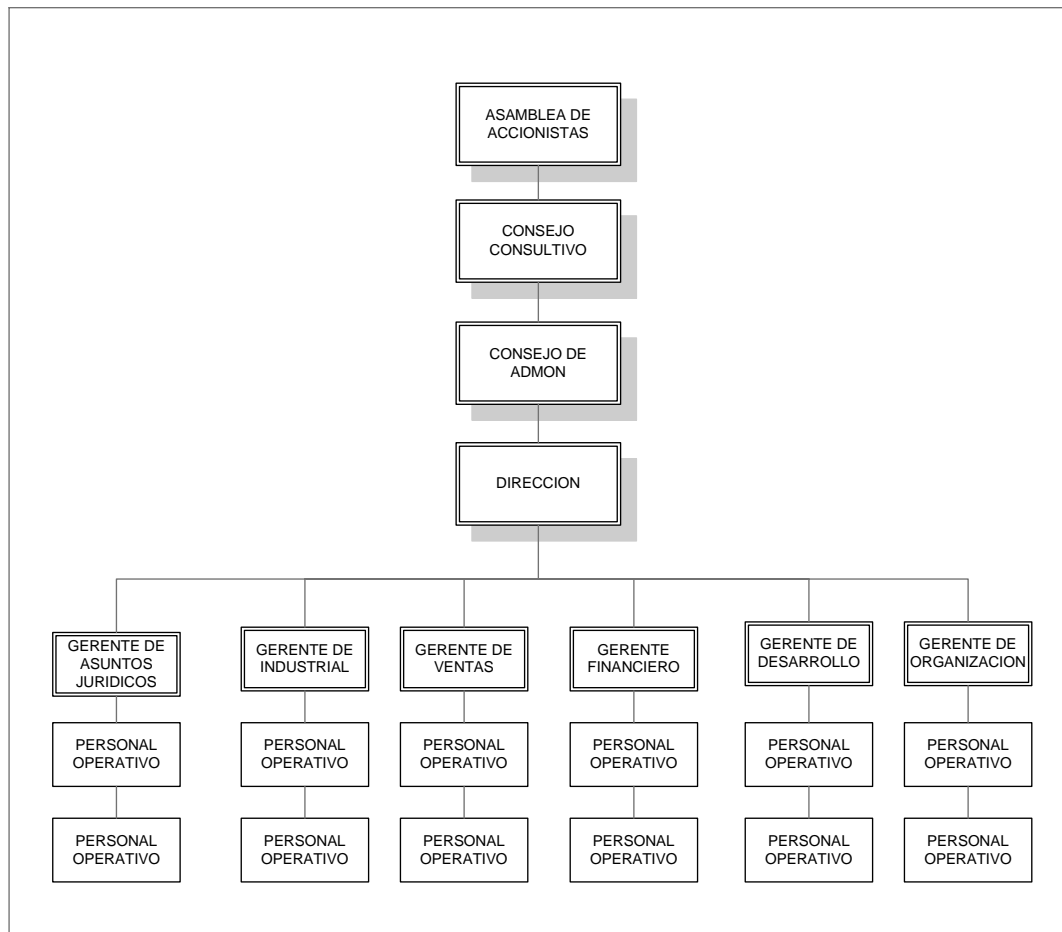 ASAMBLEA DE
ACCIONISTAS
CONSEJO
CONSULTIVO
CONSEJO DE
ADMON
DIRECCION
GERENTE DE
ASUNTOS
JURIDICOS
GERENTE DE
INDUSTRIAL
GERENTE DE
VENTAS
GERENTE
FINANCIERO
GERENTE DE
DESARROLLO
GERENTE DE
ORGANIZACION
PERSONAL
OPERATIVO
PERSONAL
OPERATIVO
PERSONAL
OPERATIVO
PERSONAL
OPERATIVO
PERSONAL
OPERATIVO
PERSONAL
OPERATIVO
PERSONAL
OPERATIVO
PERSONAL
OPERATIVO
PERSONAL
OPERATIVO
PERSONAL
OPERATIVO
PERSONAL
OPERATIVO
PERSONAL
OPERATIVO